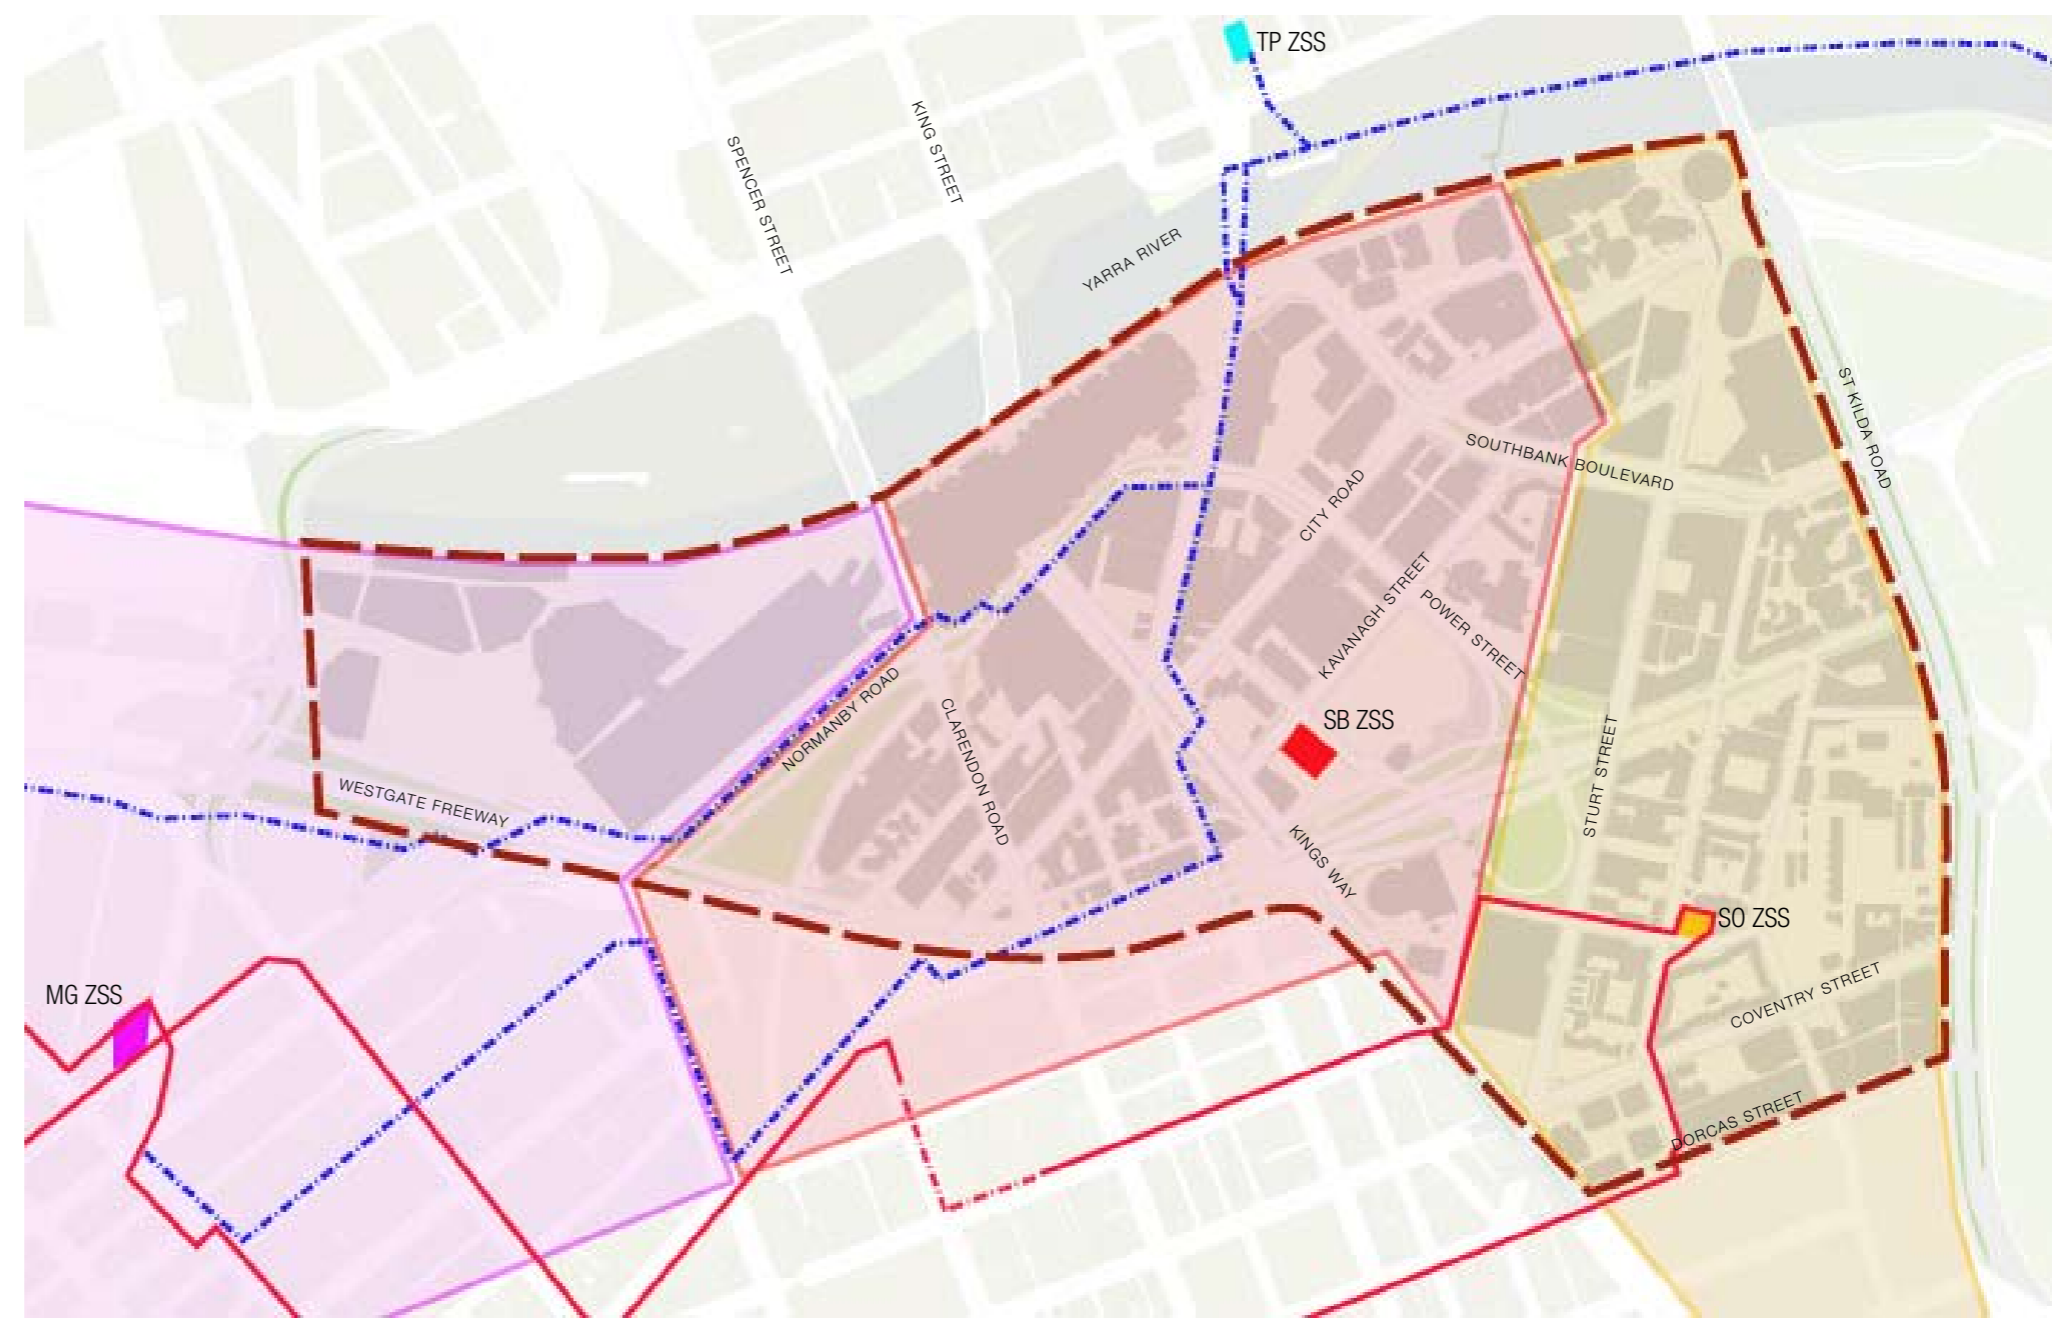 TP ZSS
KING STREET
SPENCER STREET
YARRA RIVER
ST KILDA ROAD
SOUTHBANK BOULEVARD
CITY ROAD
KAVANAGH STREET
POWER STREET
NORMANBY ROAD
CLARENDON ROAD
SB ZSS
STURT STREET
WESTGATE FREEWAY
KINGS WAY
SO ZSS
COVENTRY STREET
MG ZSS
DORCAS STREET